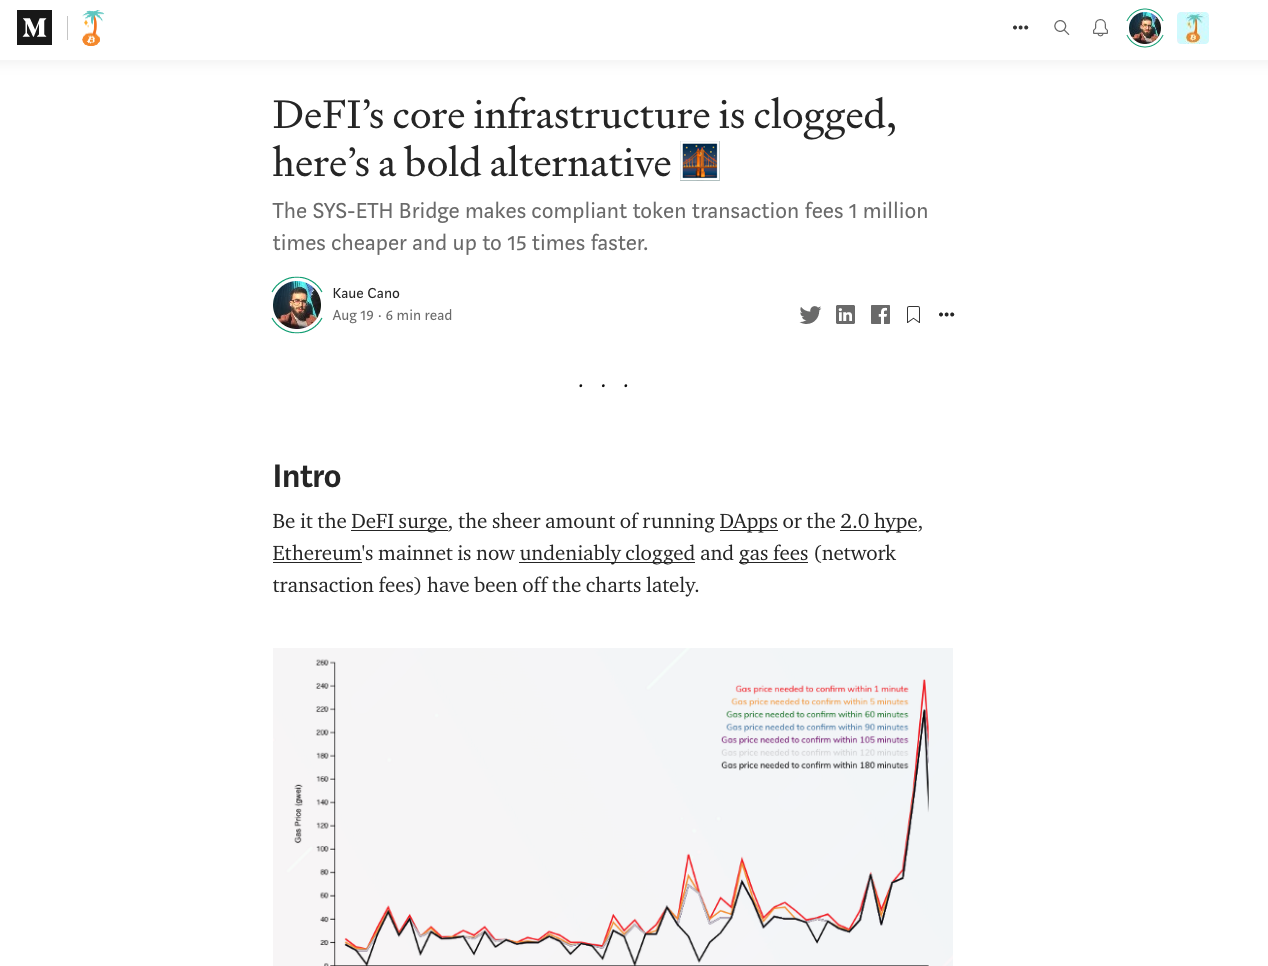 M
DeFI’s core infrastructure is clogged,
here’s a bold alternative
The SYS-ETH Bridge makes compliant token transaction fees 1 million
times cheaper and up to 15 times faster.
Kaue Cano
Aug 19 · 6 min read
. . .
Intro
Be it the DeFI surge, the sheer amount of running DApps or the 2.0 hype,
Ethereum's mainnet is now undeniably clogged and gas fees (network
transaction fees) have been off the charts lately.
260
240
220
200
180
160
140
120
100
80
60
40
20
Gas Price (gwei)
Gas price needed to confirm within 1 minute
Gas price needed to confirm within 5 minutes
Gas price needed to confirm within 60 minutes
Gas price needed to confirm within 90 minutes
Gas price needed to confirm within 105 minutes
Gas price needed to confirm within 120 minutes
Gas price needed to confirm within 180 minutes